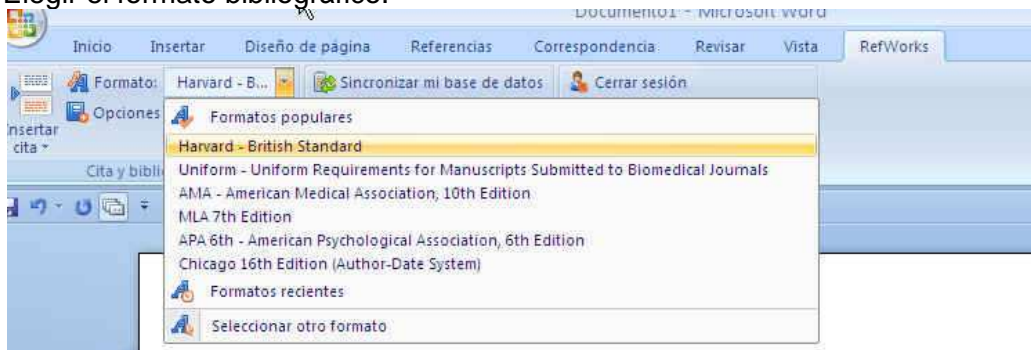 Elegir el formato bibliográfico.
Documento1 - Microsoft Word
Inicio Insertar Diseño de página Referencias Correspondencia Revisar Vista RefWorks
Formato: Harvard - B... Sincronizar mi base de datos Cerrar sesión
Opciones
Insertar
cita
Formatos populares
Harvard - British Standard
Uniform - Uniform Requirements for Manuscripts Submitted to Biomedical Journals
AMA - American Medical Association, 10th Edition
MLA 7th Edition
APA 6th - American Psychological Association, 6th Edition
Chicago 16th Edition (Author-Date System)
Formatos recientes
Seleccionar otro formato
Cita y bibli